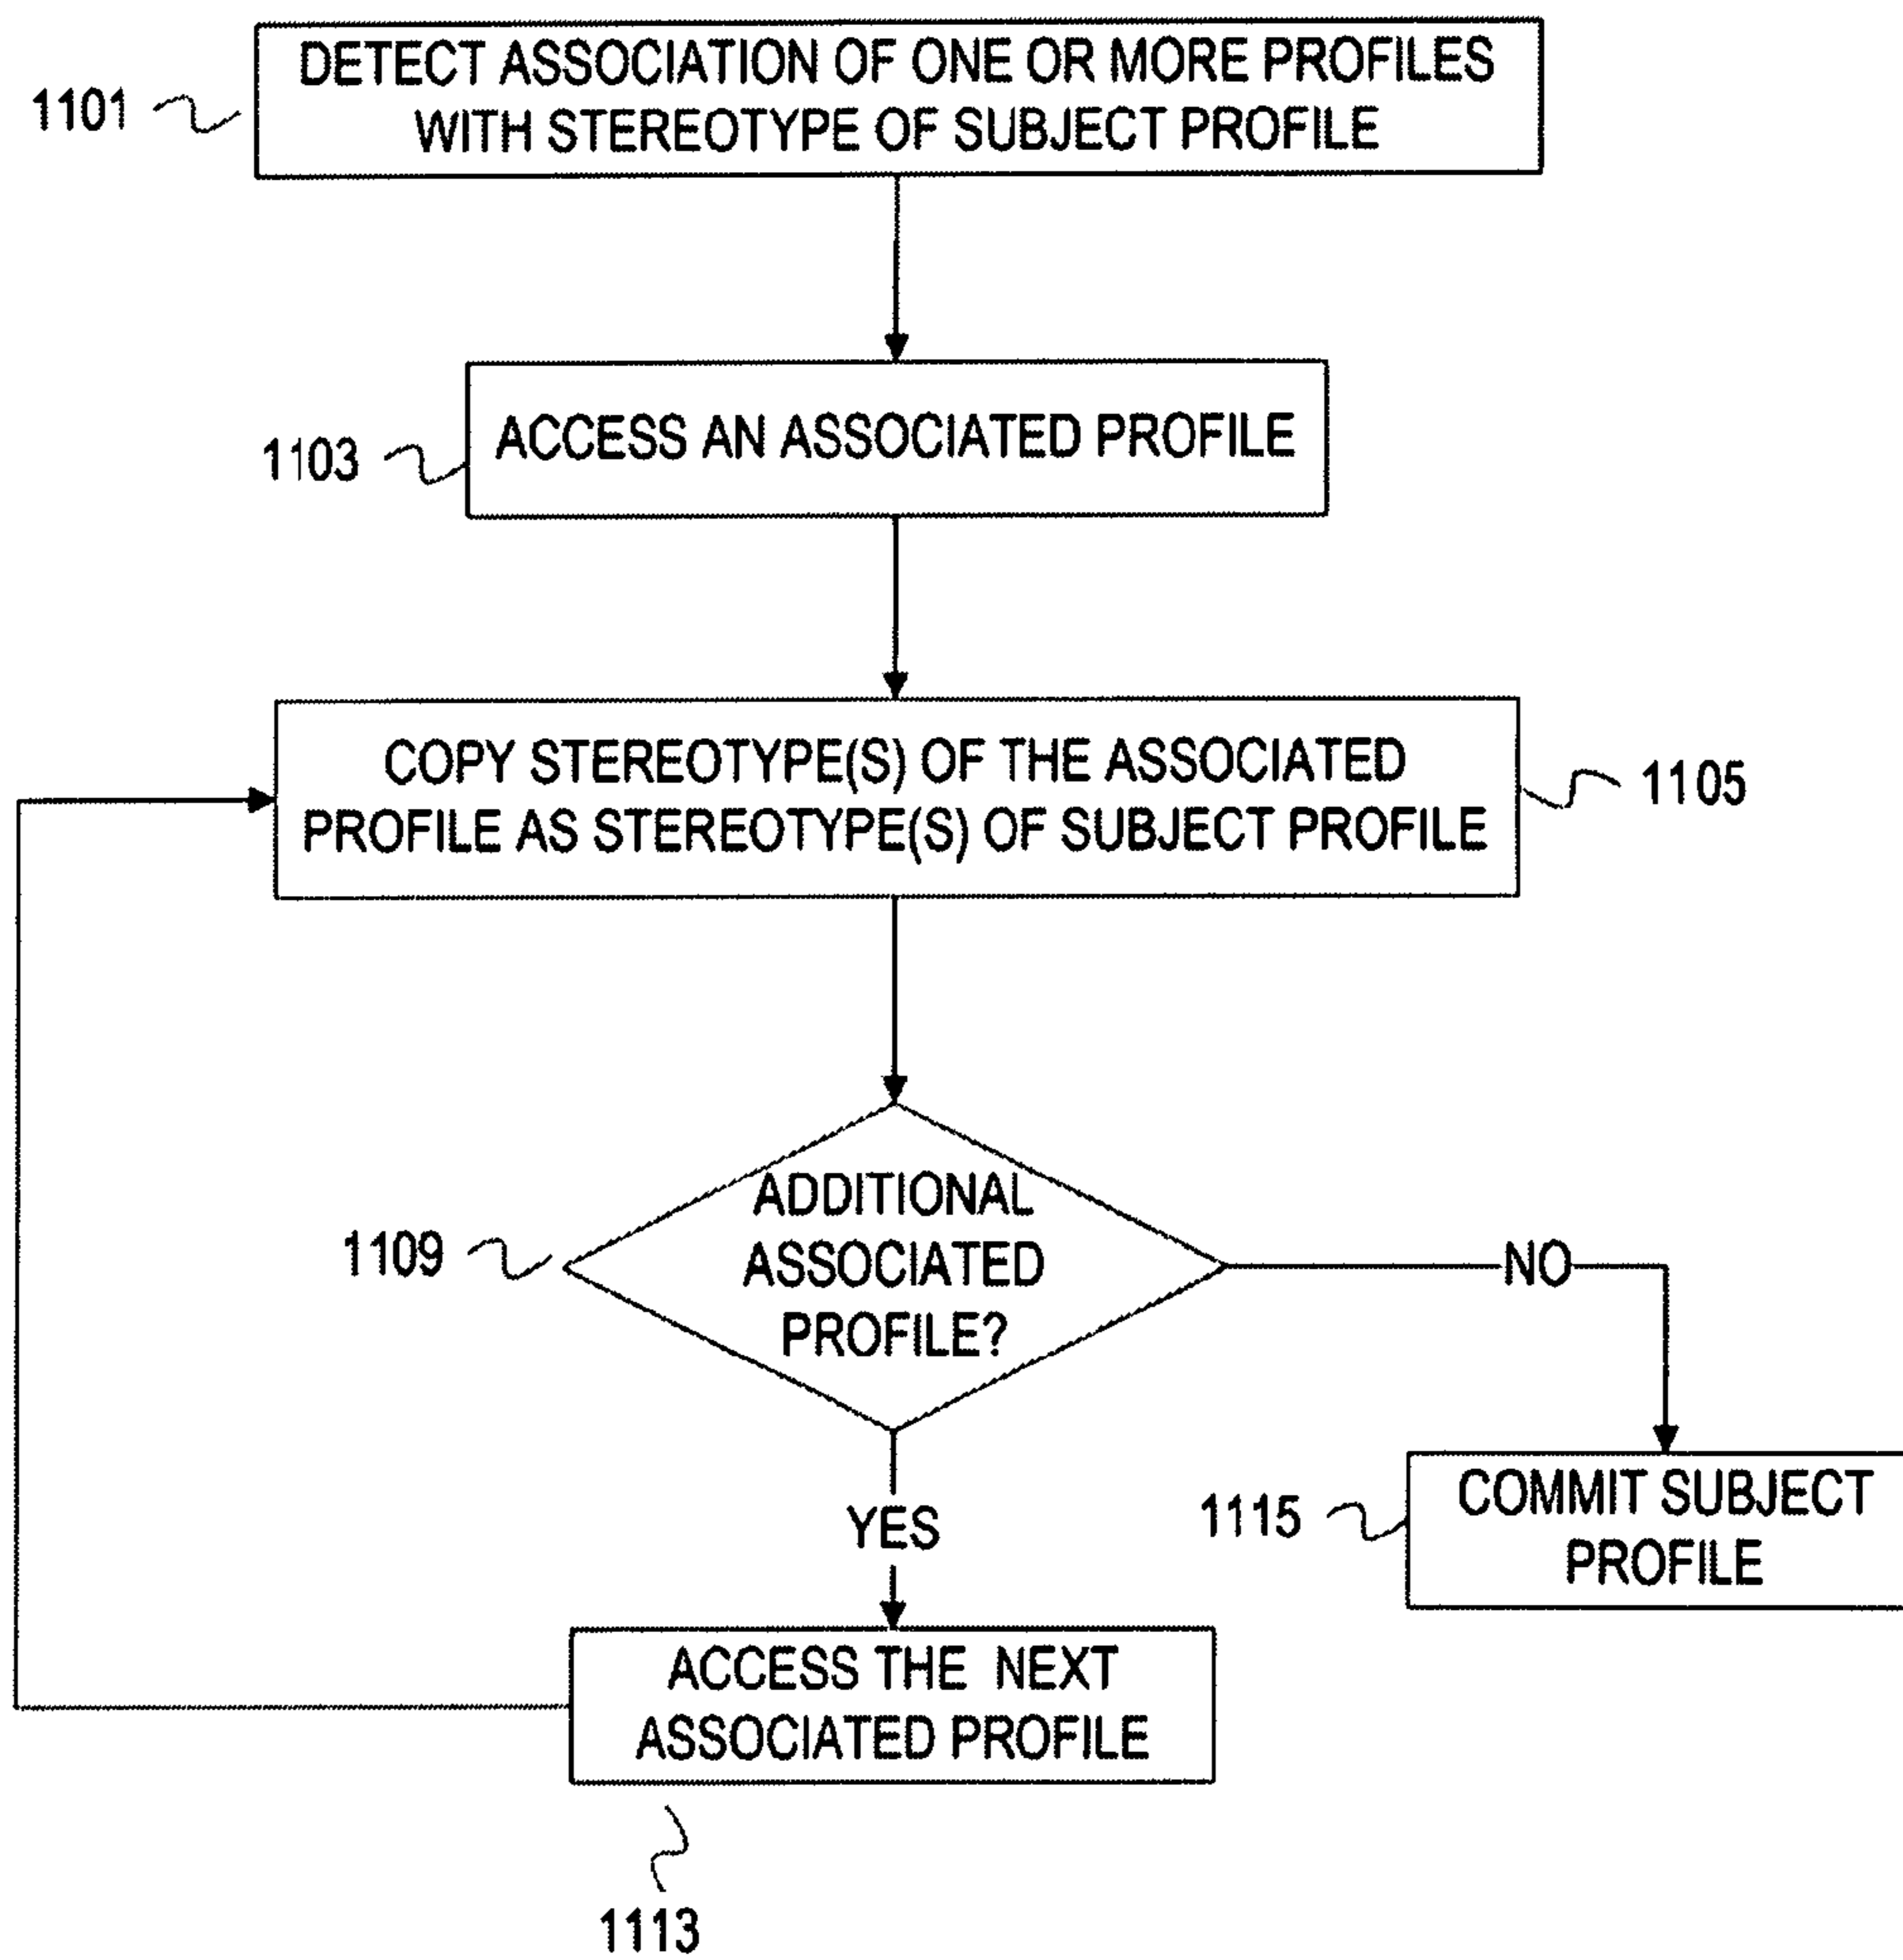 DETECT ASSOCIATION OF ONE OR MORE PROFILES
WITH STEREOTYPE OF SUBJECT PROFILE
1101
ACCESS AN ASSOCIATED PROFILE
1103
COPY STEREOTYPE(S) OF THE ASSOCIATED
PROFILE AS STEREOTYPE(S) OF SUBJECT PROFILE
1105
ADDITIONAL
ASSOCIATED
PROFILE?
1109
NO
YES
COMMIT SUBJECT
PROFILE
1115
ACCESS THE NEXT
ASSOCIATED PROFILE
1113